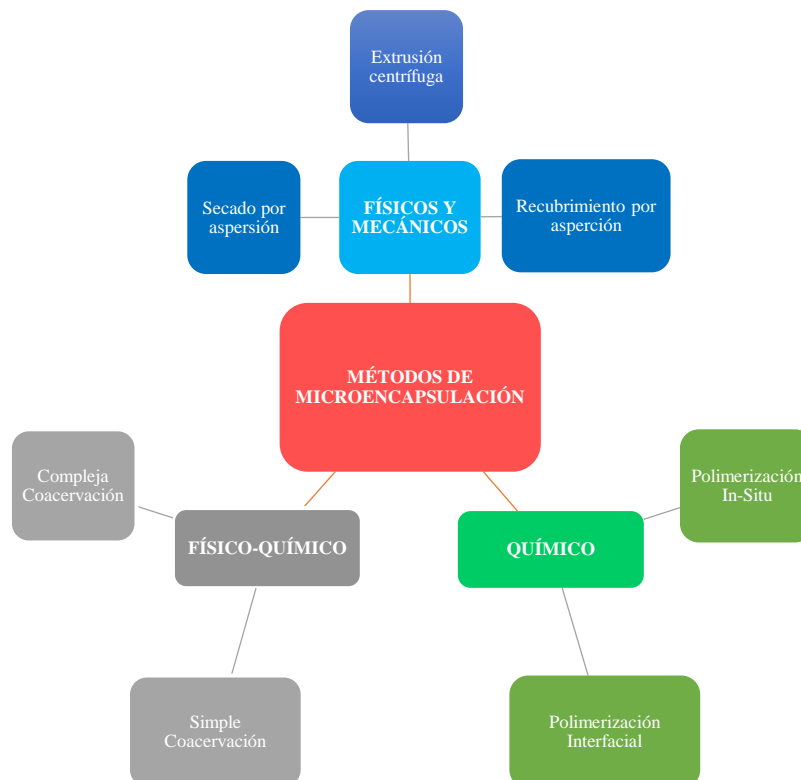 Extrusión
centrífuga
Secado por
aspersión
FÍSICOS Y
MECÁNICOS
Recubrimiento por
asperción
MÉTODOS DE
MICROENCAPSULACIÓN
Compleja
Coacervación
Polimerización
In-Situ
FÍSICO-QUÍMICO
QUÍMICO
Simple
Coacervación
Polimerización
Interfacial